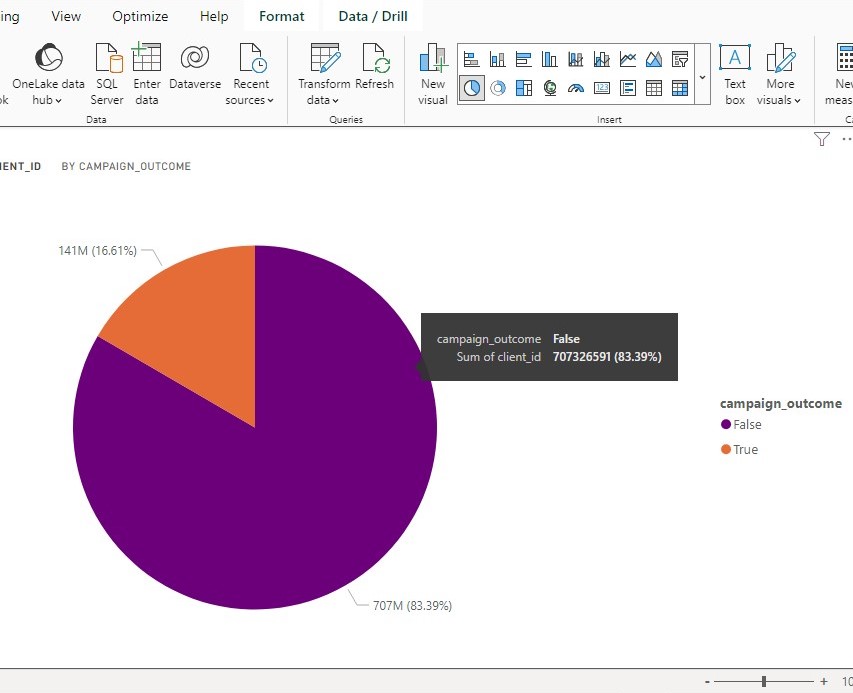 ing View Optimize Help Format Data / Drill
OneLake data SQL Enter Dataverse Recent Transform Refresh New Text More New
ok hub Server data sources data visual box visuals meas
Data Queries Insert Ca
IENT_ID BY CAMPAIGN_OUTCOME
141M (16.61%)
campaign_outcome False
Sum of client_id 707326591 (83.39%)
campaign_outcome
False
True
707M (83.39%)
- + 10